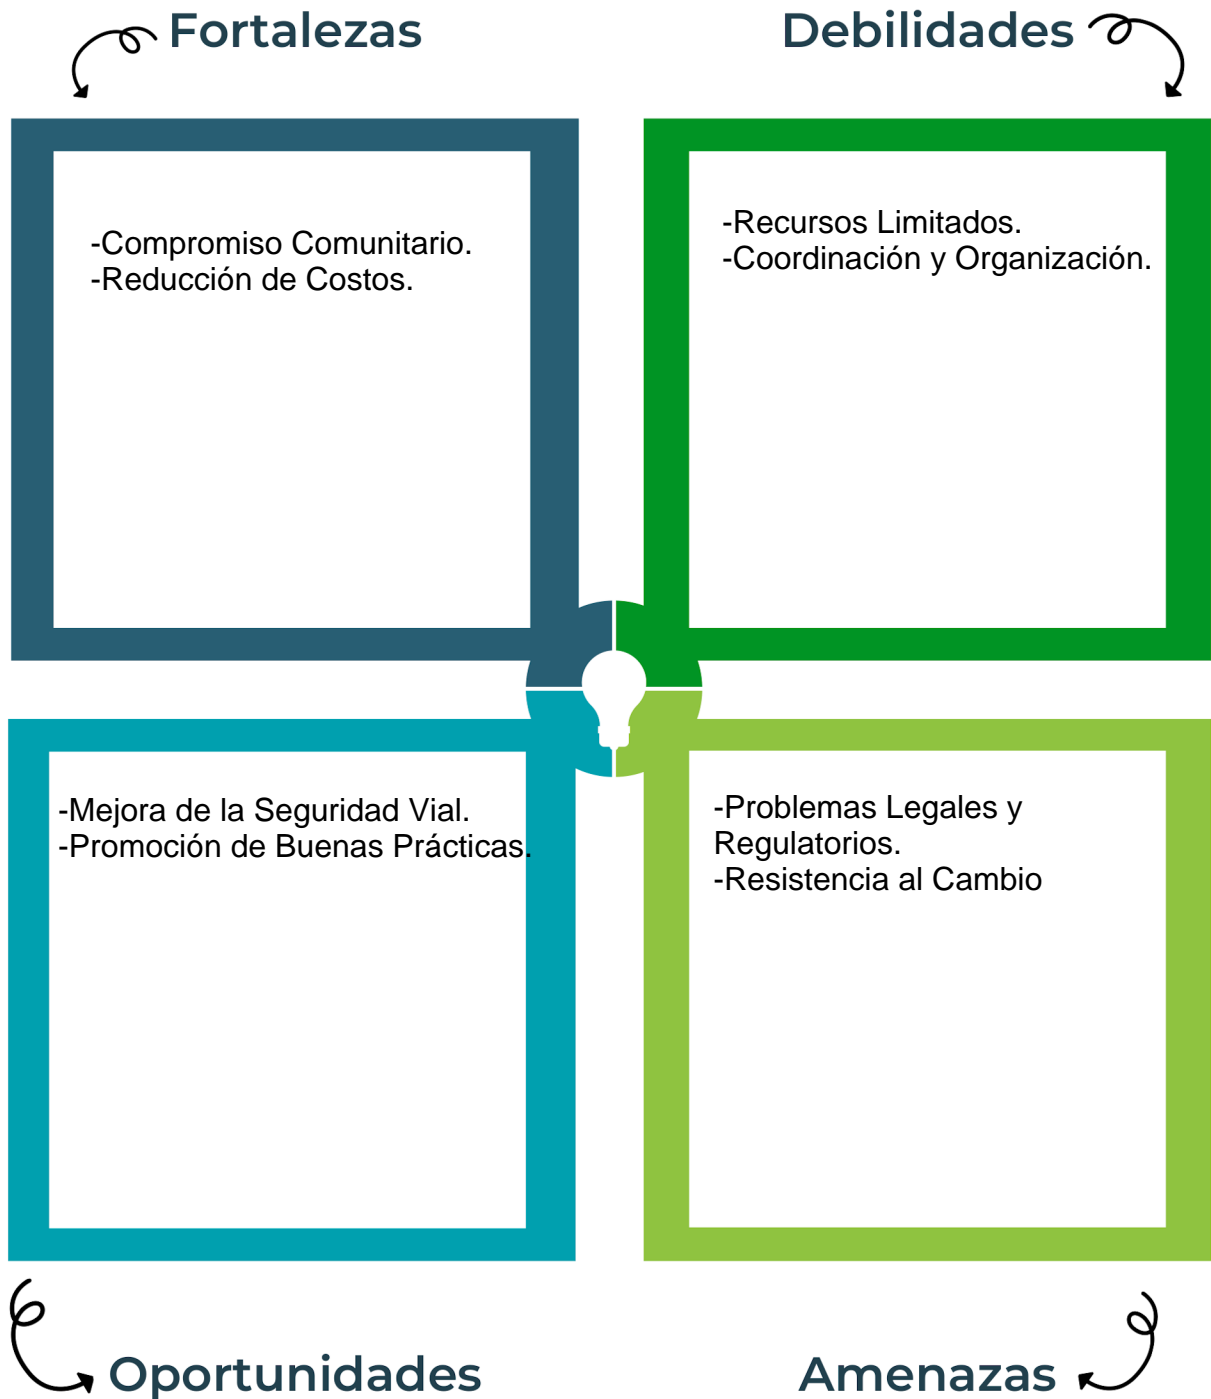 Fortalezas
-Compromiso Comunitario.
-Reducción de Costos.
Debilidades
-Recursos Limitados.
-Coordinación y Organización.
-Mejora de la Seguridad Vial.
-Promoción de Buenas Prácticas.
Oportunidades
-Problemas Legales y
Regulatorios.
-Resistencia al Cambio
Amenazas